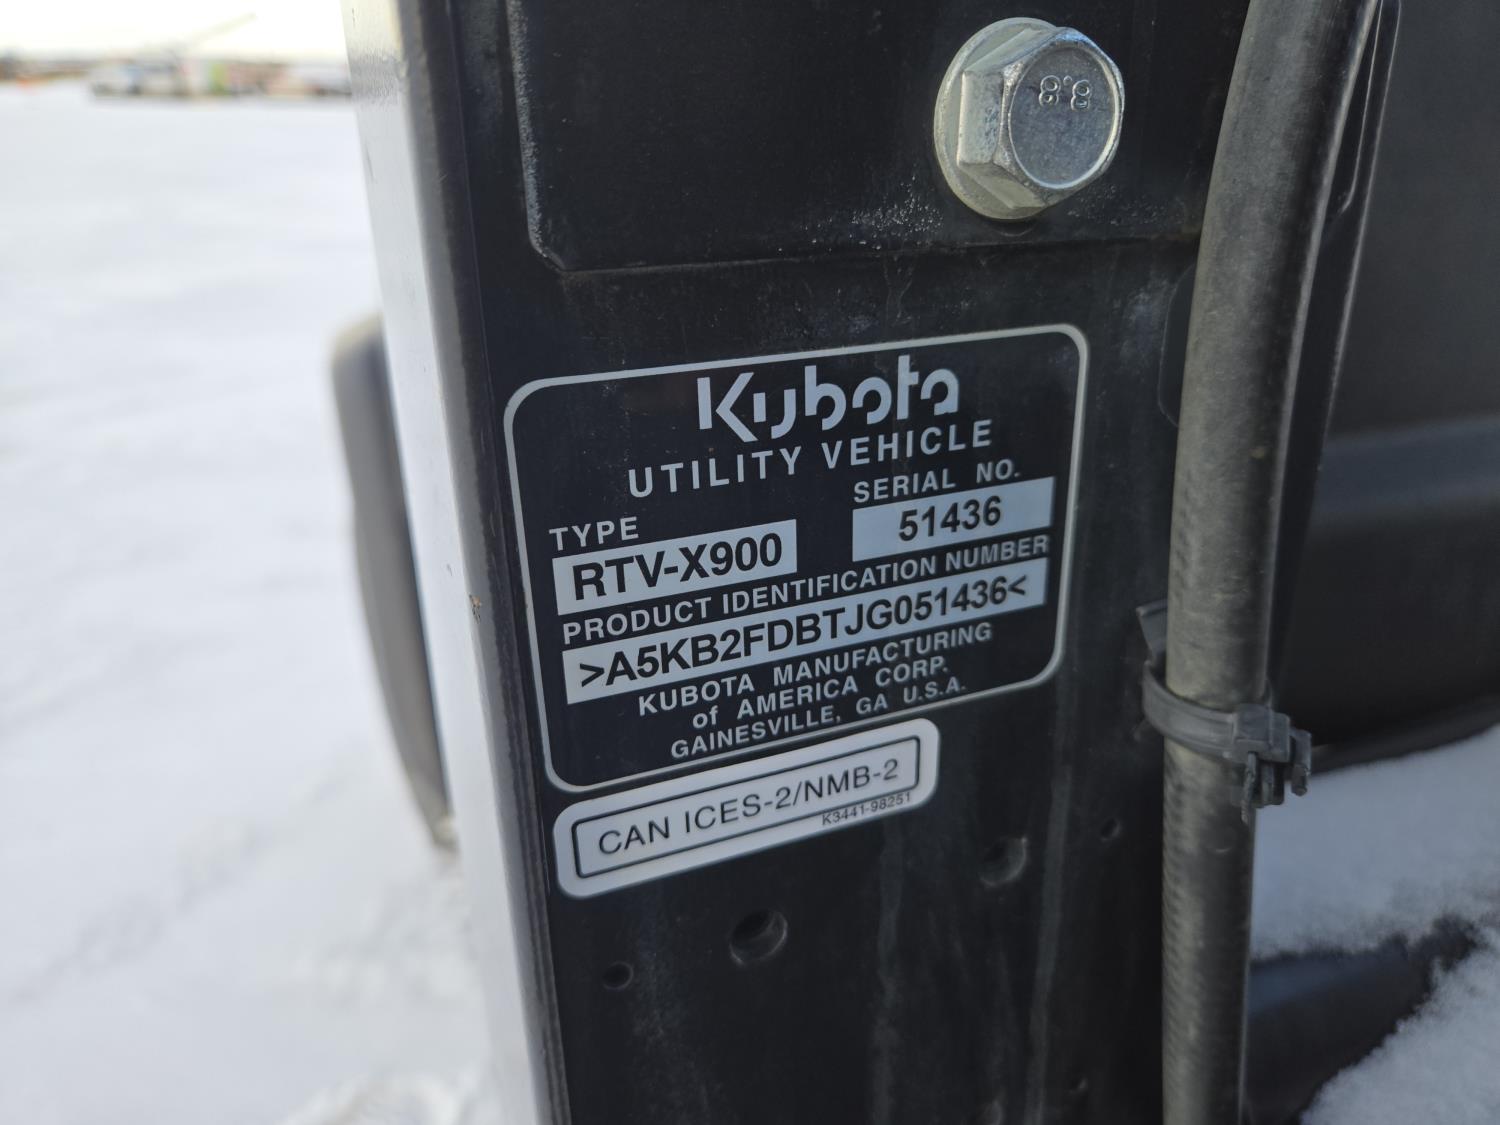 8.8
Kubota
UTILITY VEHICLE
TYPE
SERIAL NO.
RTV-X900
51436
PRODUCT IDENTIFICATION NUMBER
>A5KB2FDBTJG051436<
KUBOTA MANUFACTURING
of AMERICA CORP.
GAINESVILLE, GA U.S.A.
CAN ICES-2/NMB-2
K3441-98251